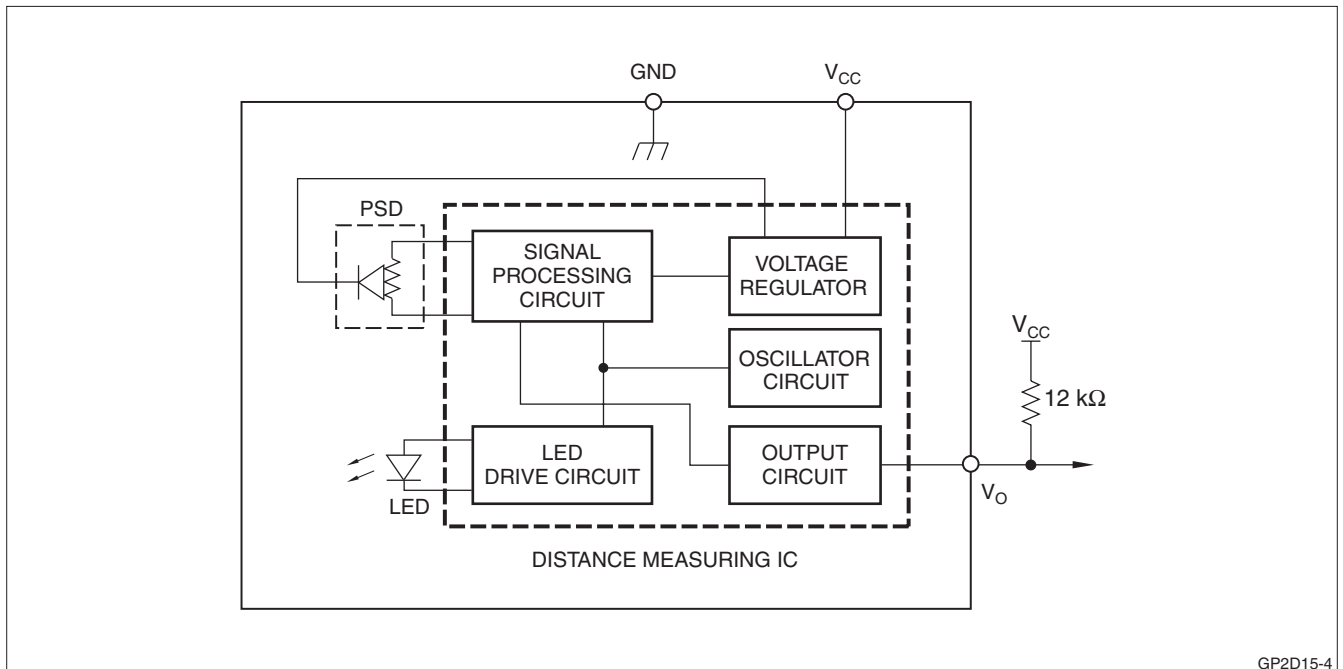 GND
V_CC
PSD
SIGNAL
PROCESSING
CIRCUIT
VOLTAGE
REGULATOR
V_CC
OSCILLATOR
CIRCUIT
12 kΩ
LED
DRIVE CIRCUIT
OUTPUT
CIRCUIT
LED
V_O
DISTANCE MEASURING IC
GP2D15-4